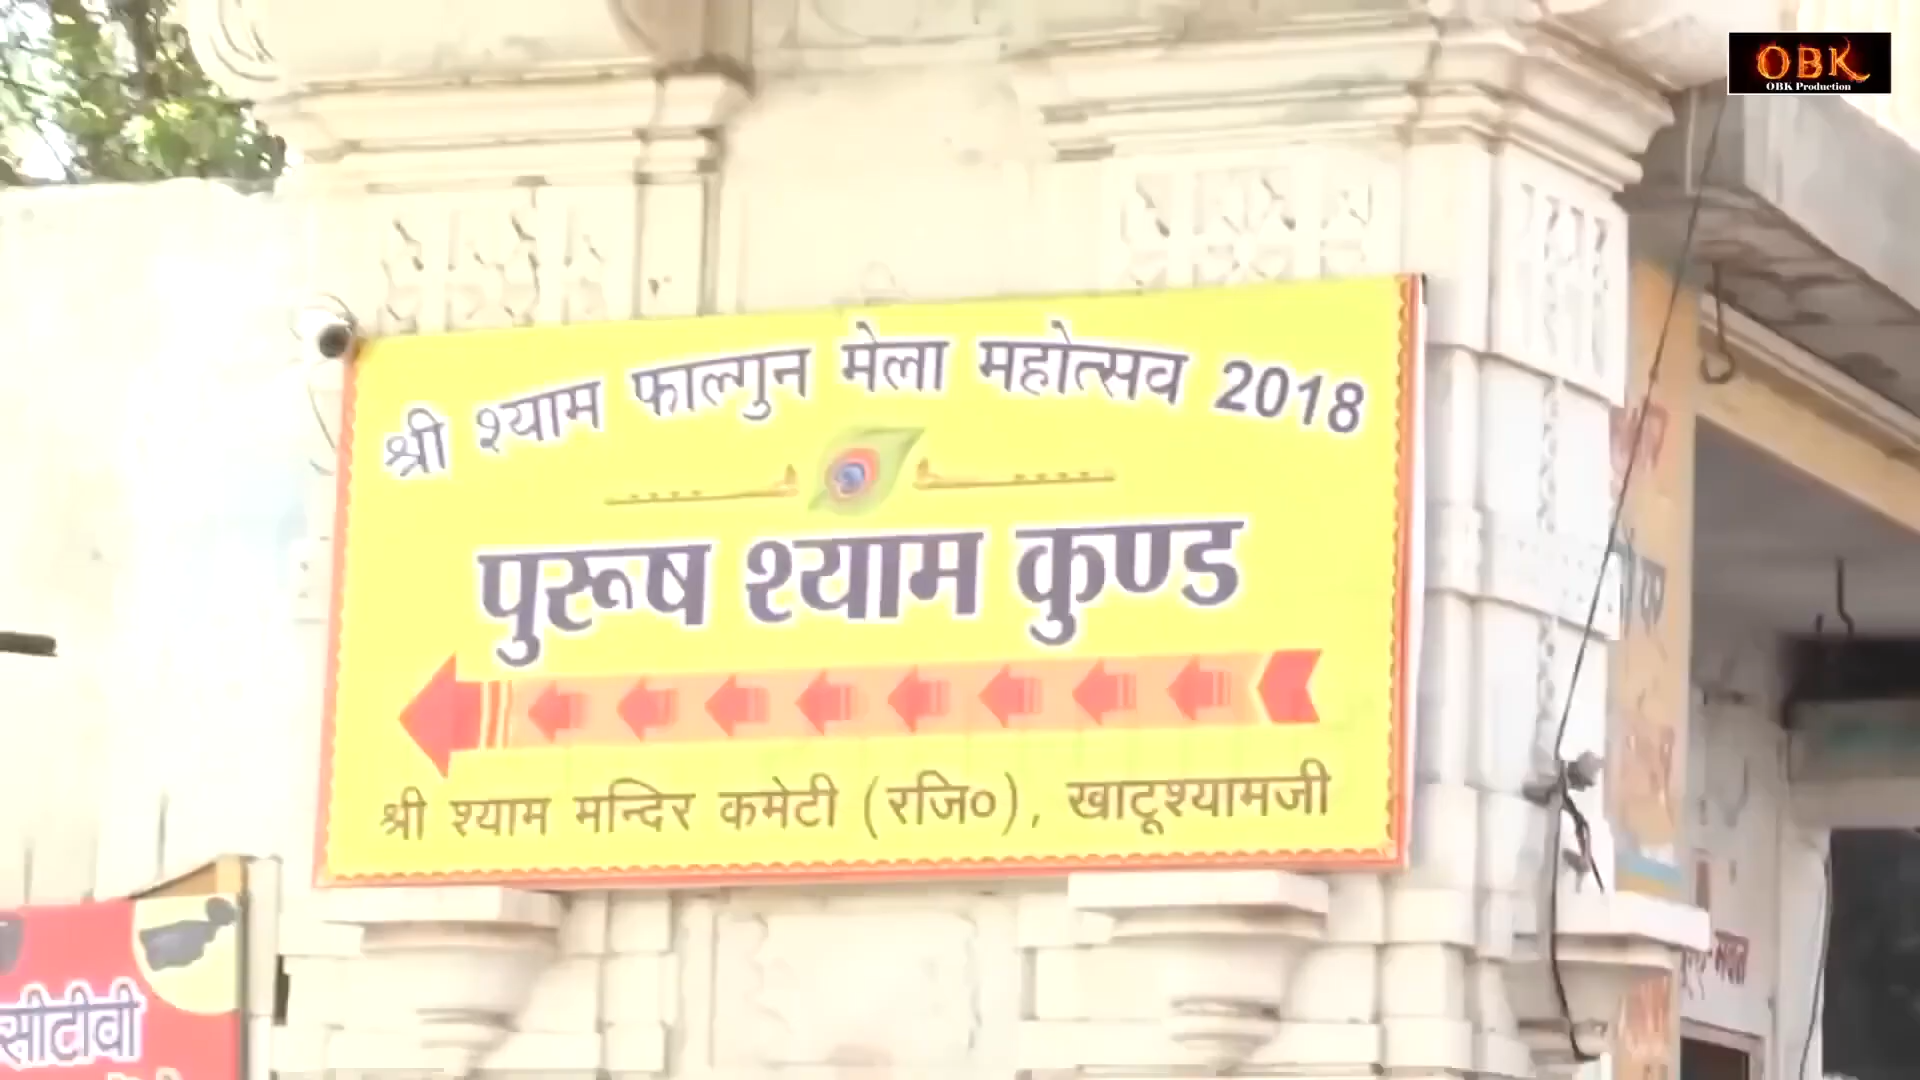 OBK
OBK Production
श्री श्याम फाल्गुन मेला महोत्सव 2018
पुरूष श्याम कुण्ड
श्री श्याम मन्दिर कमेटी (रजि०), खाटूश्यामजी
सीटीवी